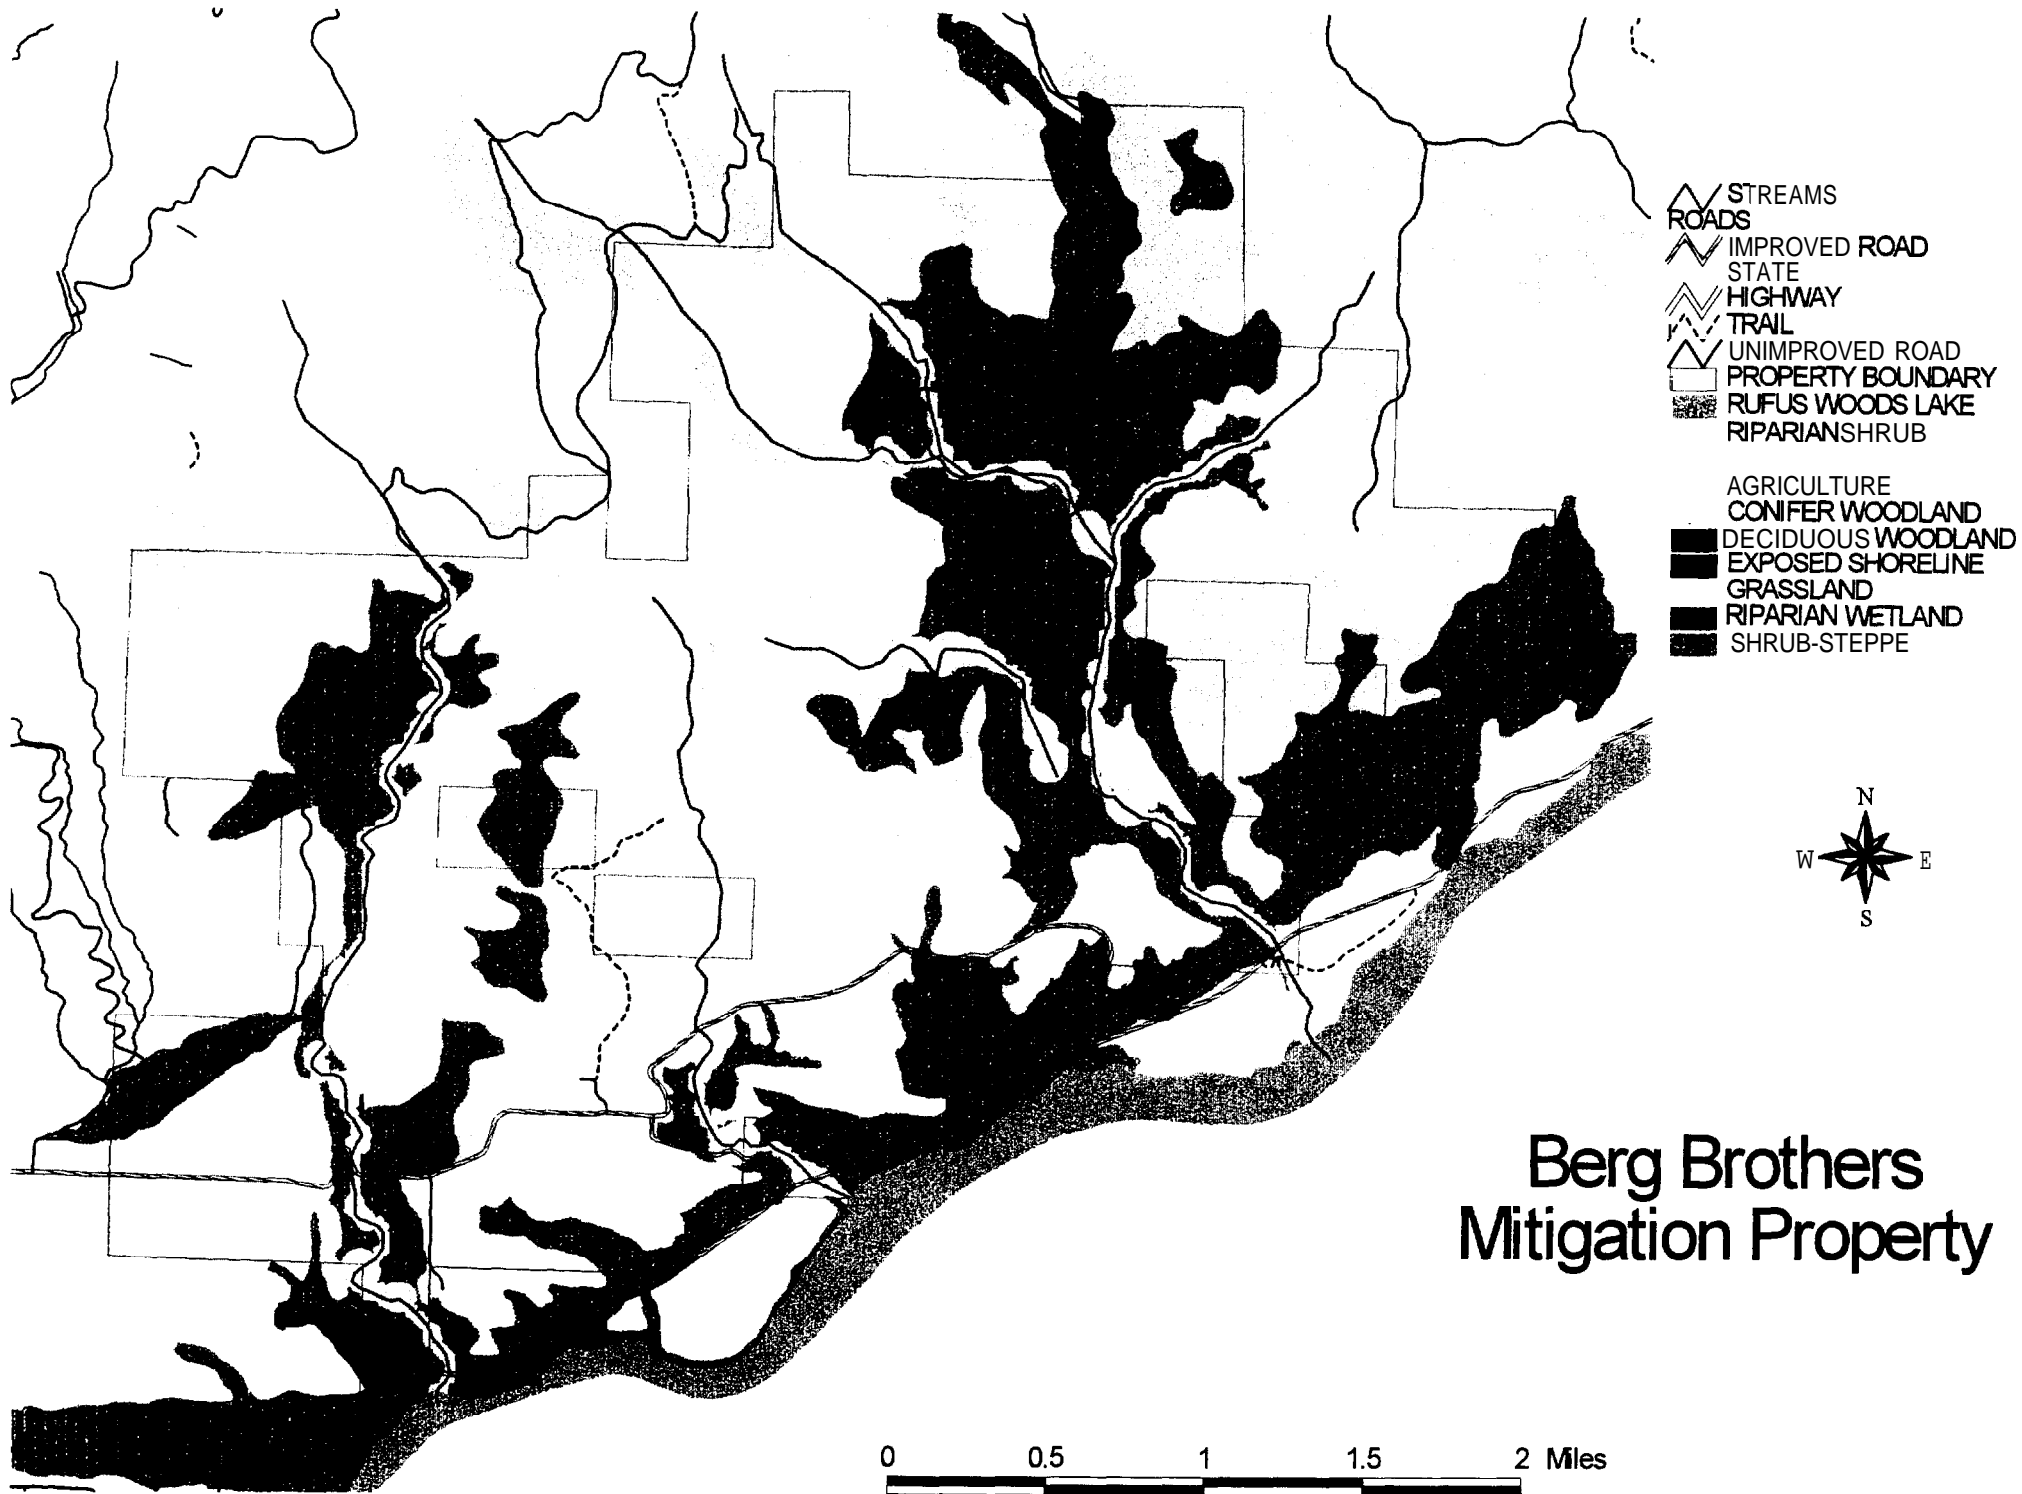 STREAMS
ROADS
IMPROVED ROAD
STATE
HIGHWAY
TRAIL
UNIMPROVED ROAD
PROPERTY BOUNDARY
RUFUS WOODS LAKE
RIPARIAN SHRUB
AGRICULTURE
CONIFER WOODLAND
DECIDUOUS WOODLAND
EXPOSED SHORELINE
GRASSLAND
RIPARIAN WETLAND
SHRUB-STEPPE
N
W E
S
Berg Brothers
Mitigation Property
0 0.5 1 1.5 2 Miles